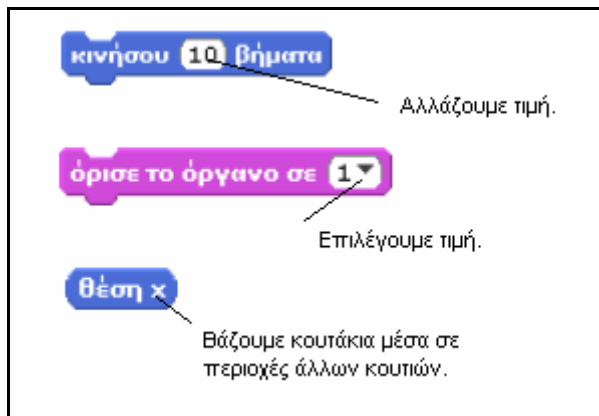 κινήσου 10 βήματα
Αλλάζουμε τιμή.
όρισε το όργανο σε 1
Επιλέγουμε τιμή.
θέση x
Βάζουμε κουτάκια μέσα σε
περιοχές άλλων κουτιών.